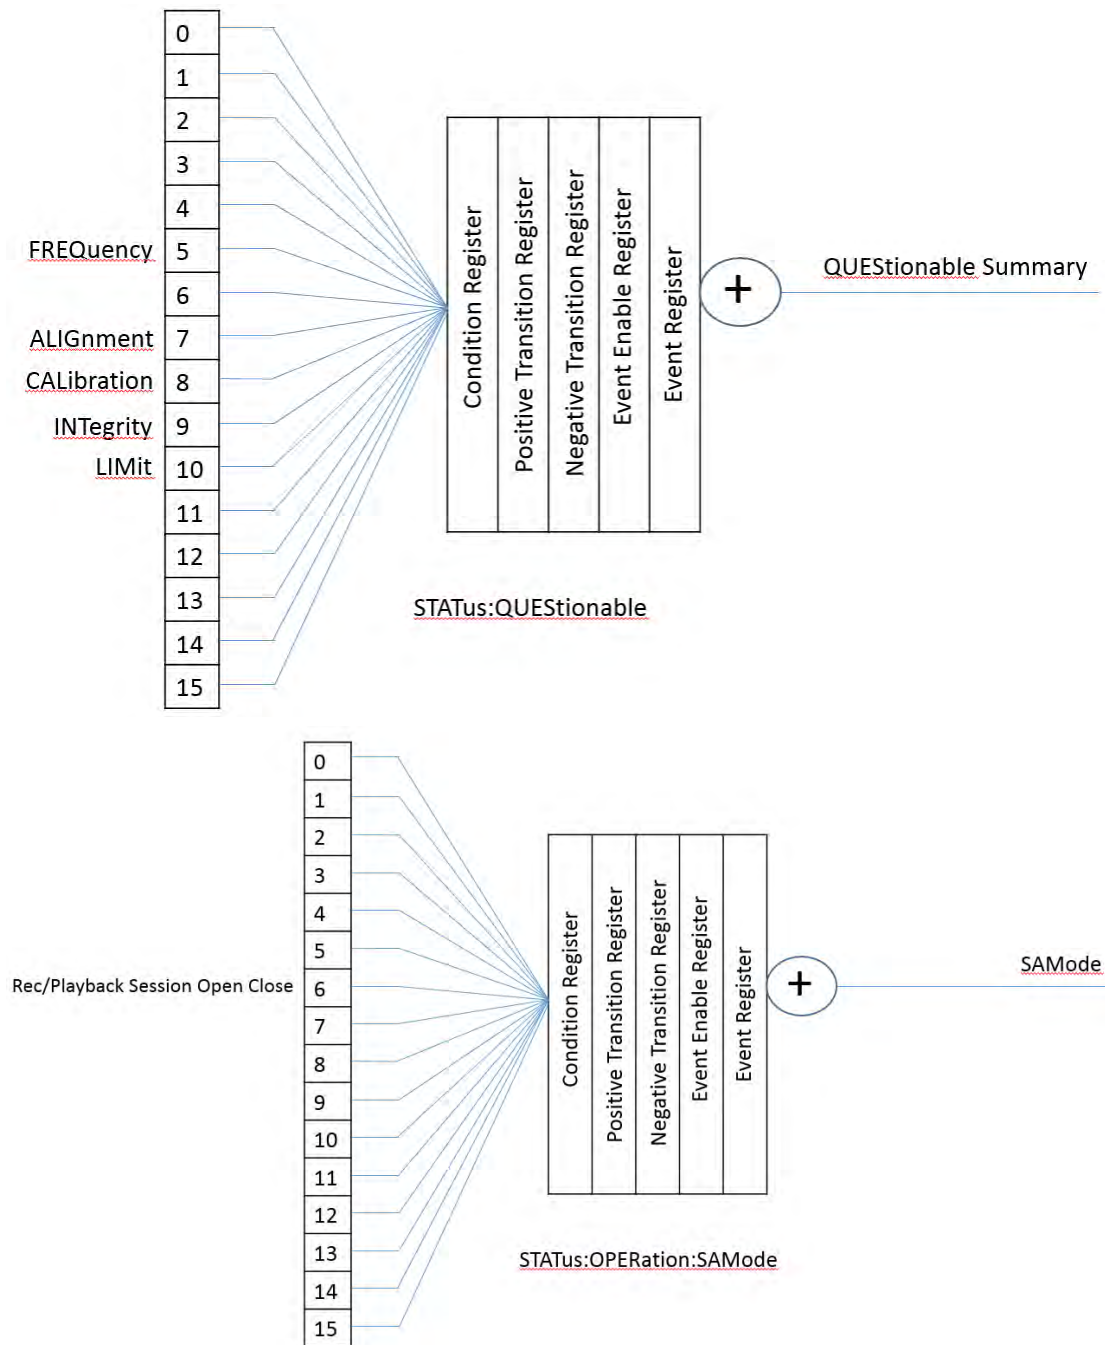 0
1
2
3
4
FREQuency 5
6
ALIGnment 7
CALibration 8
INTegrity 9
LIMit 10
11
12
13
14
15
Condition Register
Positive Transition Register
Negative Transition Register
Event Enable Register
Event Register
+
QUEStionable Summary
STATus:QUEStionable
0
1
2
3
4
5
Rec/Playback Session Open Close 6
7
8
9
10
11
12
13
14
15
Condition Register
Positive Transition Register
Negative Transition Register
Event Enable Register
Event Register
+
SAMode
STATus:OPERation:SAMode